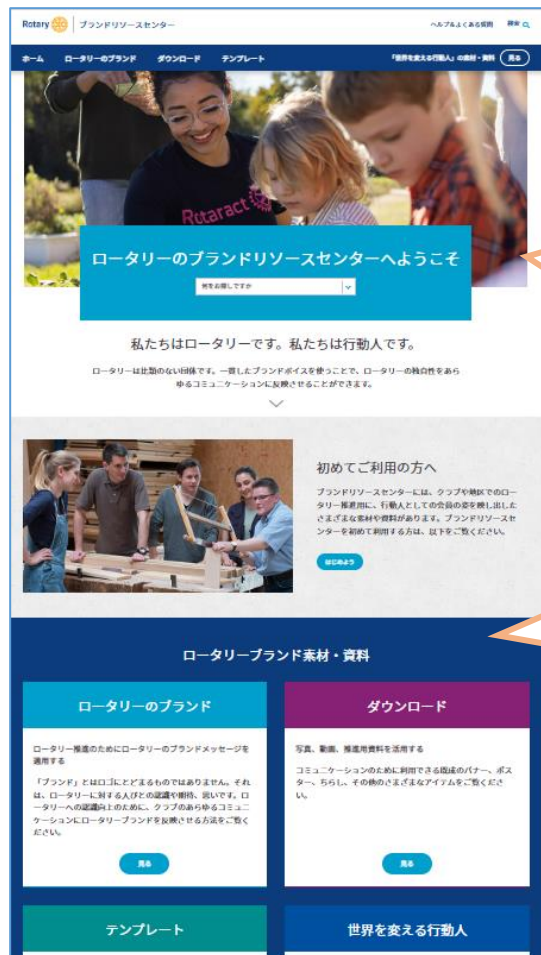 Rotary ブランドリソースセンター
ヘルプ&よくある質問 検索
ホーム ロータリーのブランド ダウンロード テンプレート 「世界を変える行動人」の素材・資料 見る
Rotaract
ロータリーのブランドリソースセンターへようこそ
何をお探しですか
私たちはロータリーです。私たちは行動人です。
ロータリーは比類のない団体です。一貫したブランドボイスを使うことで、ロータリーの独自性をあら
ゆるコミュニケーションに反映させることができます。
初めてご利用の方へ
ブランドリソースセンターには、クラブや地区でのロー
タリー推進用に、行動人としての会員の姿を映し出した
さまざまな素材や資料があります。ブランドリソースセ
ンターを初めて利用する方は、以下をご覧ください。
はじめよう
ロータリーブランド素材・資料
ロータリーのブランド
ロータリー推進のためにロータリーのブランドメッセージを
適用する
「ブランド」とはロゴにとどまるものではありません。それ
は、ロータリーに対する人びとの認識や期待、思いです。ロ
ータリーへの認識向上のために、クラブのあらゆるコミュニ
ケーションにロータリーブランドを反映させる方法をご覧く
ださい。
見る
ダウンロード
写真、動画、推進用資料を活用する
コミュニケーションのために利用できる既成のバナー、ポス
ター、ちらし、その他のさまざまなアイテムをご覧くださ
い。
見る
テンプレート
世界を変える行動人